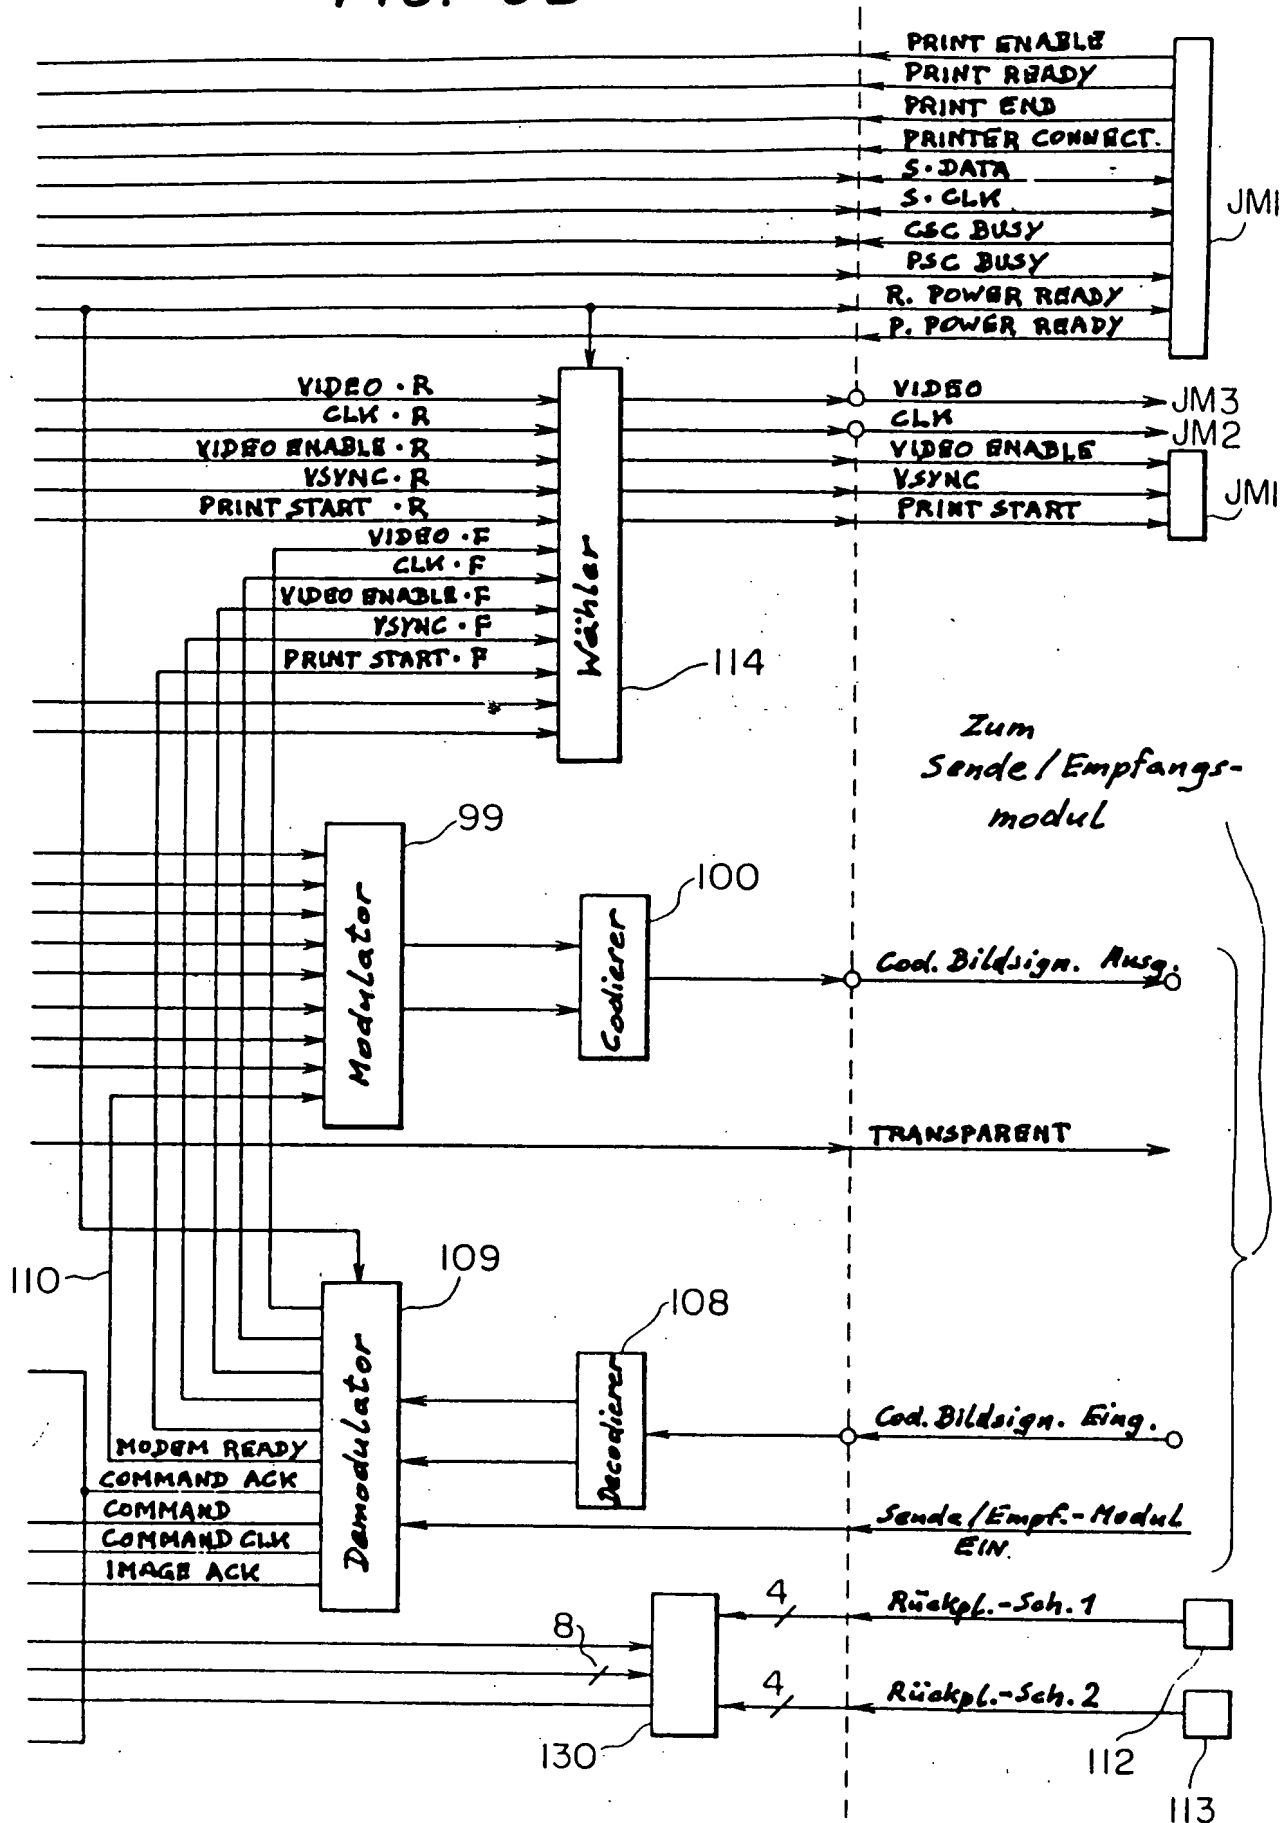 PRINT ENABLE
PRINT READY
PRINT END
PRINTER CONNECT.
S·DATA
S·CLK
CSC BUSY
PSC BUSY
R. POWER READY
P. POWER READY
JM1
VIDEO·R
CLK·R
VIDEO ENABLE·R
VSYNC·R
PRINT START·R
VIDEO·F
CLK·F
VIDEO ENABLE·F
VSYNC·F
PRINT START·F
Wähler
114
VIDEO
JM3
CLK
JM2
VIDEO ENABLE
VSYNC
PRINT START
JM1
Zum
Sende/Empfangs-
modul
99
Modulator
100
Codierer
Cod. Bildsign. Ausg.
TRANSPARENT
110
109
Demodulator
108
Decodierer
Cod. Bildsign. Eing.
MODEM READY
COMMAND ACK
COMMAND
COMMAND CLK
IMAGE ACK
Sende/Empf.-Modul
EIN.
4
Rückpl.-Sch. 1
8
4
Rückpl.-Sch. 2
130
112
113